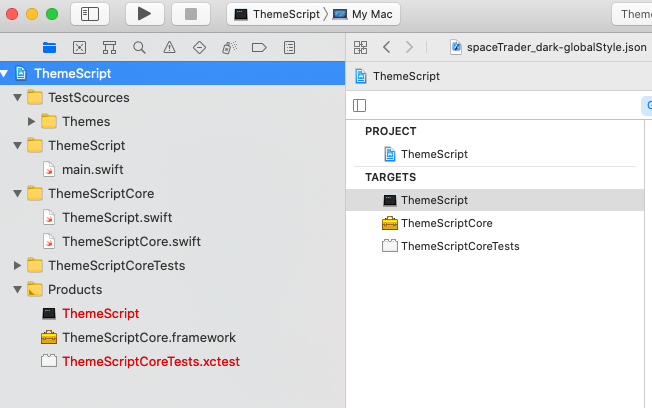 ThemeScript
My Mac
Theme
spaceTrader_dark-globalStyle.json
ThemeScript
TestScources
Themes
ThemeScript
main.swift
ThemeScriptCore
ThemeScript.swift
ThemeScriptCore.swift
ThemeScriptCoreTests
Products
ThemeScript
ThemeScriptCore.framework
ThemeScriptCoreTests.xctest
ThemeScript
PROJECT
ThemeScript
TARGETS
ThemeScript
ThemeScriptCore
ThemeScriptCoreTests